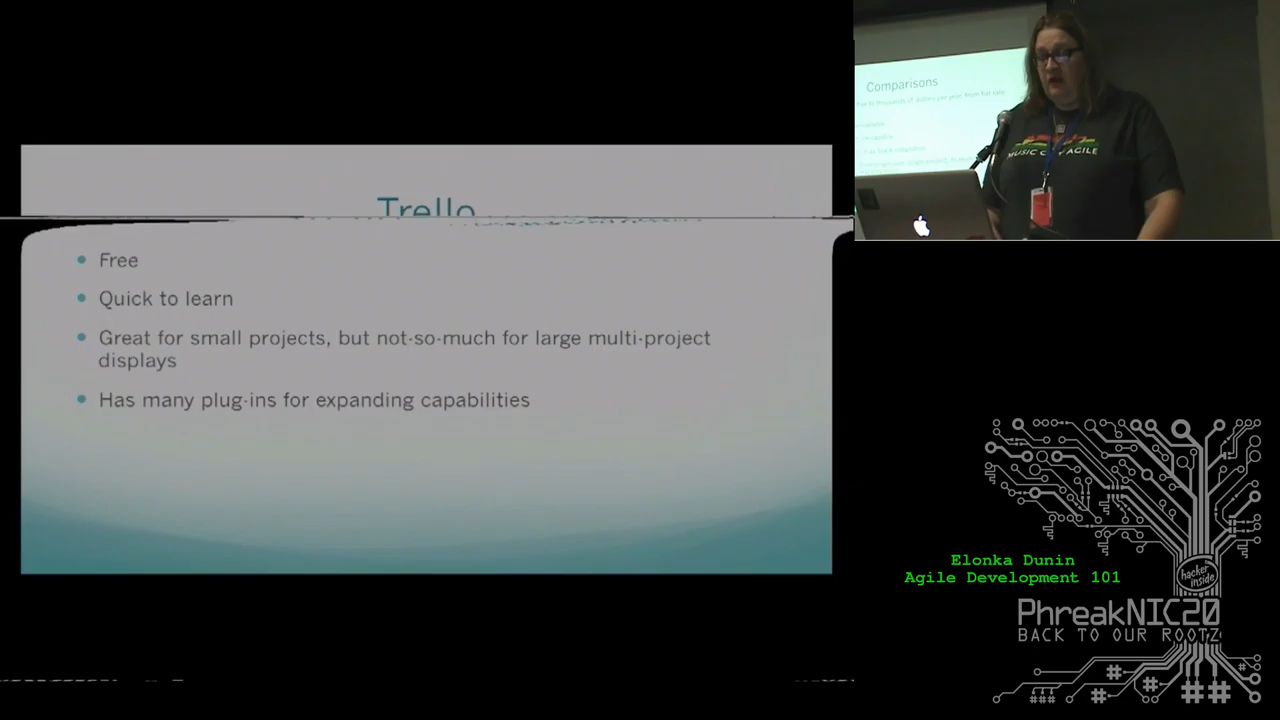 Trello
Free
Quick to learn
Great for small projects, but not-so-much for large multi-project
displays
Has many plug-ins for expanding capabilities
Comparisons
MUSIC CITY AGILE
Elonka Dunin
Agile Development 101
hacker
inside
PhreakNIC20
BACK TO OUR ROOTZ